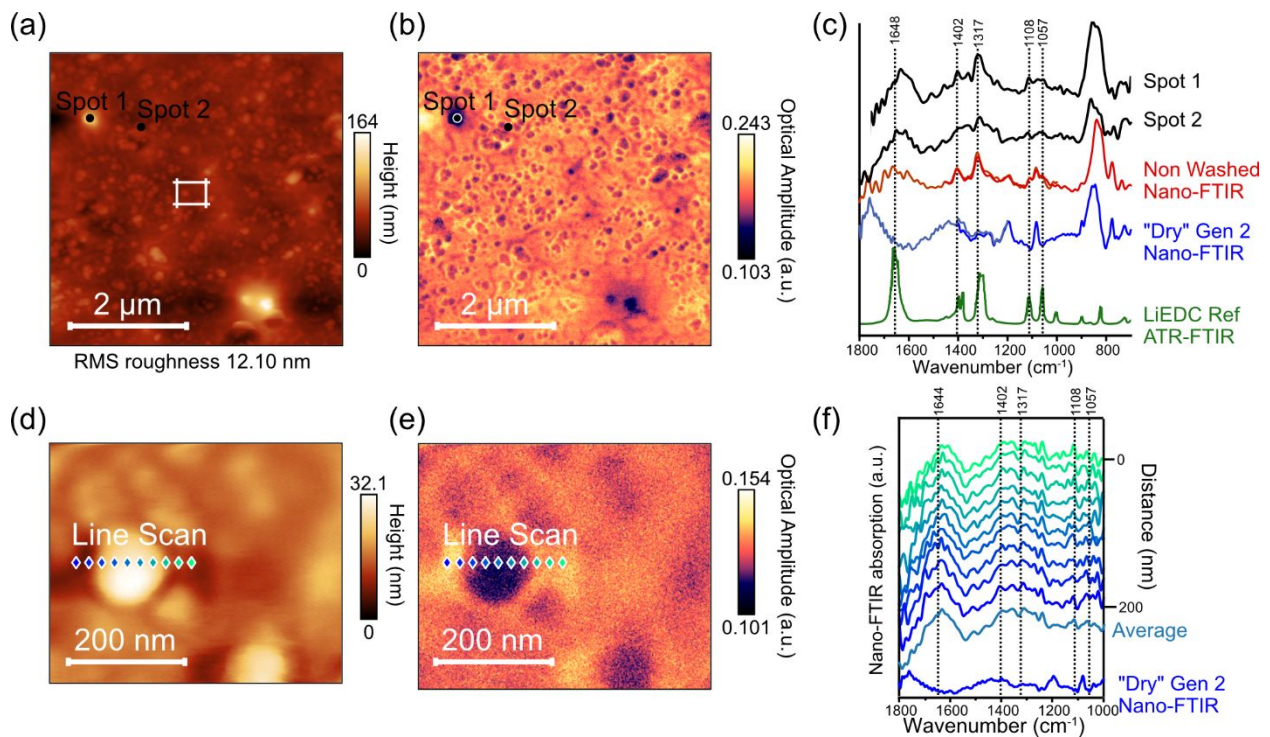 (a)
Spot 1
Spot 2
2 μm
RMS roughness 12.10 nm
164
Height (nm)
0
(b)
Spot 1
Spot 2
2 μm
Optical Amplitude (a.u.)
0.243
0.103
(c)
1648
1402
1317
1108
1057
Spot 1
Spot 2
Non Washed
Nano-FTIR
"Dry" Gen 2
Nano-FTIR
LiEDC Ref
ATR-FTIR
1800 1600 1400 1200 1000 800
Wavenumber (cm⁻¹)
(d)
Line Scan
200 nm
32.1
Height (nm)
0
(e)
Line Scan
200 nm
Optical Amplitude (a.u.)
0.154
0.101
(f)
1644
1402
1317
1108
1057
Nano-FTIR absorption (a.u.)
0
Distance (nm)
200
Average
"Dry" Gen 2
Nano-FTIR
1800 1600 1400 1200 1000
Wavenumber (cm⁻¹)